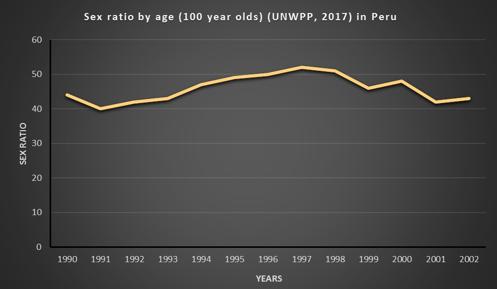 Sex ratio by age (100 year olds) (UNWPP, 2017) in Peru
60
50
40
30
20
10
0
SEX RATIO
1990 1991 1992 1993 1994 1995 1996 1997 1998 1999 2000 2001 2002
YEARS